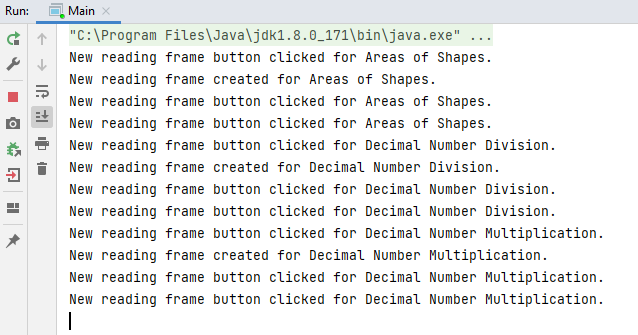 Run: Main
"C:\Program Files\Java\jdk1.8.0_171\bin\java.exe" ...
New reading frame button clicked for Areas of Shapes.
New reading frame created for Areas of Shapes.
New reading frame button clicked for Areas of Shapes.
New reading frame button clicked for Areas of Shapes.
New reading frame button clicked for Decimal Number Division.
New reading frame created for Decimal Number Division.
New reading frame button clicked for Decimal Number Division.
New reading frame button clicked for Decimal Number Division.
New reading frame button clicked for Decimal Number Multiplication.
New reading frame created for Decimal Number Multiplication.
New reading frame button clicked for Decimal Number Multiplication.
New reading frame button clicked for Decimal Number Multiplication.